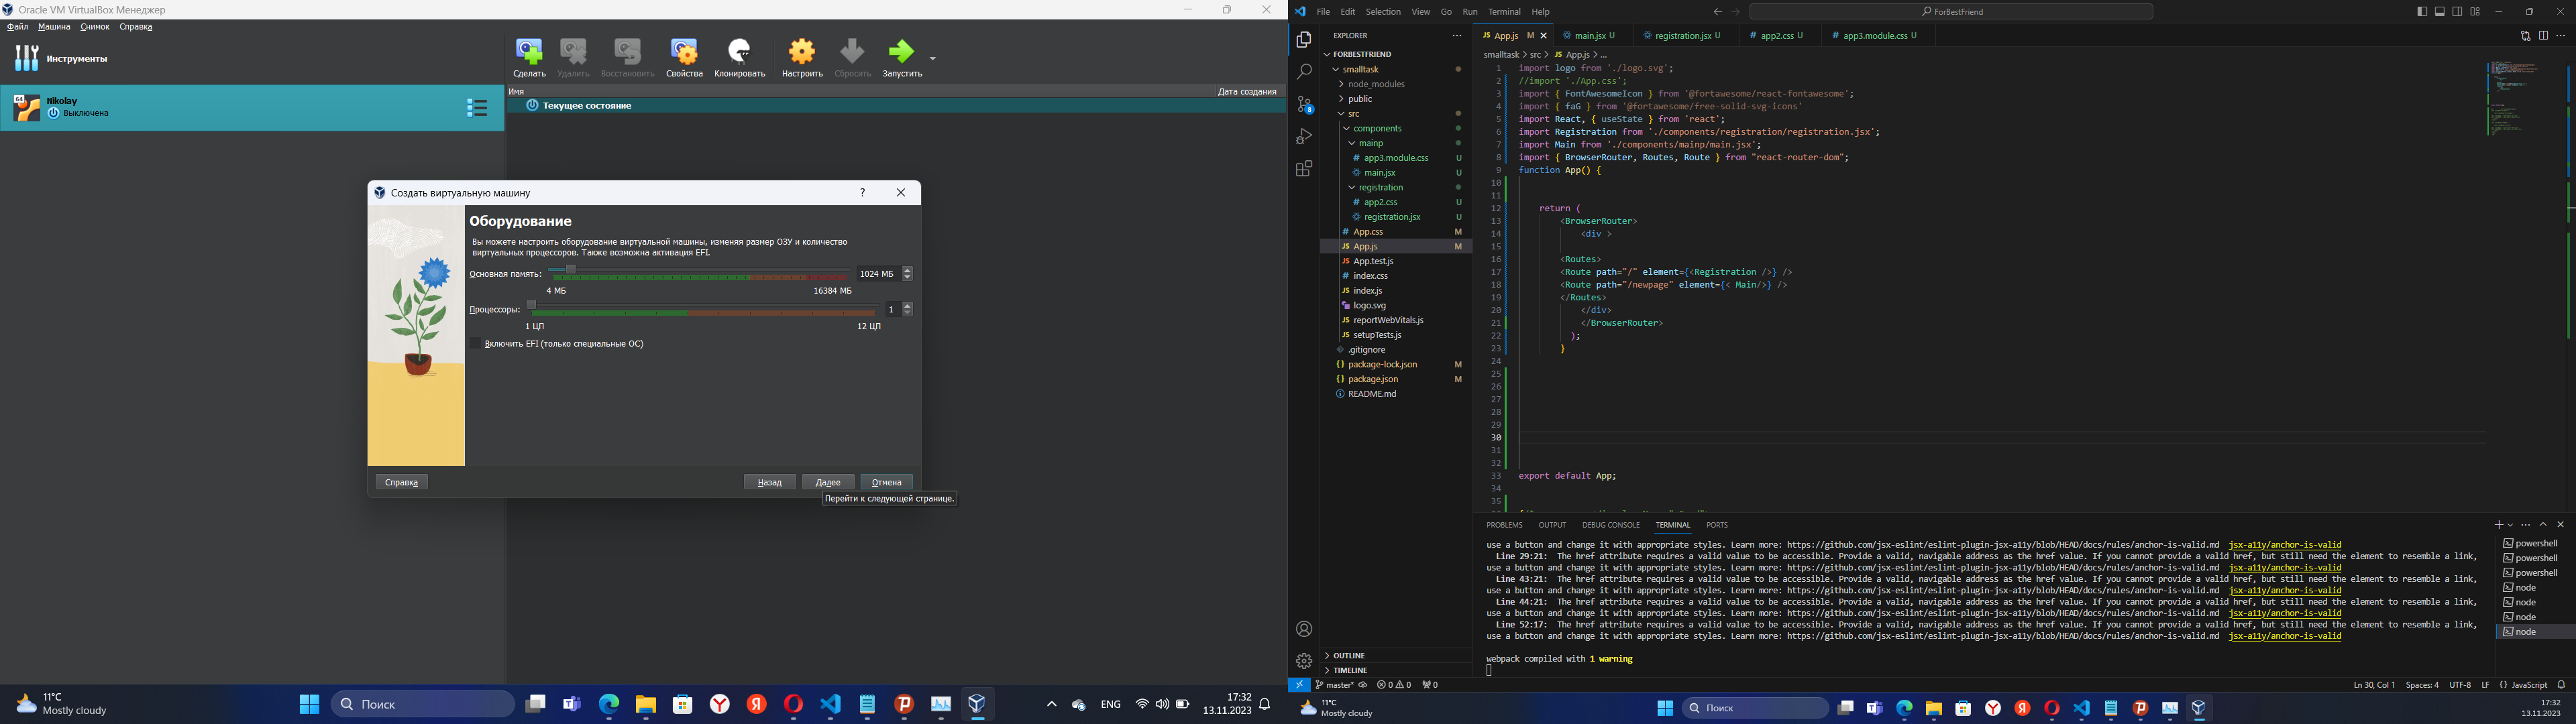 Oracle VM VirtualBox Менеджер
Файл Машина Снимок Справка
Инструменты
Сделать Удалить Восстановить Свойства Клонировать Настроить Сбросить Запустить
64
Nikolay
Выключена
Имя Дата создания
Текущее состояние
Создать виртуальную машину ?
Оборудование
Вы можете настроить оборудование виртуальной машины, изменяя размер ОЗУ и количество
виртуальных процессоров. Также возможна активация EFI.
Основная память: 1024 МБ
4 МБ 16384 МБ
Процессоры: 1
1 ЦП 12 ЦП
Включить EFI (только специальные ОС)
Справка Назад Далее Отмена
Перейти к следующей странице.
11°C
Mostly cloudy
Поиск
ENG
17:32
13.11.2023
File Edit Selection View Go Run Terminal Help
ForBestFriend
EXPLORER
FORBESTFRIEND
smalltask
node_modules
public
src
components
mainp
app3.module.css U
main.jsx U
registration
app2.css U
registration.jsx U
App.css M
App.js M
App.test.js
index.css
index.js
logo.svg
reportWebVitals.js
setupTests.js
.gitignore
package-lock.json M
package.json M
README.md
OUTLINE
TIMELINE
8
App.js M main.jsx U registration.jsx U app2.css U app3.module.css U
smalltask > src > App.js > ...
1 import logo from './logo.svg';
2 //import './App.css';
3 import { FontAwesomeIcon } from '@fortawesome/react-fontawesome';
4 import { faG } from '@fortawesome/free-solid-svg-icons'
5 import React, { useState } from 'react';
6 import Registration from './components/registration/registration.jsx';
7 import Main from './components/mainp/main.jsx';
8 import { BrowserRouter, Routes, Route } from "react-router-dom";
9 function App() {
10
11
12 return (
13 <BrowserRouter>
14 <div >
15
16 <Routes>
17 <Route path="/" element={<Registration />} />
18 <Route path="/newpage" element={< Main/>} />
19 </Routes>
20 </div>
21 </BrowserRouter>
22 );
23 }
24
25
26
27
28
29
30
31
32
33 export default App;
34
35
PROBLEMS OUTPUT DEBUG CONSOLE TERMINAL PORTS
use a button and change it with appropriate styles. Learn more: https://github.com/jsx-eslint/eslint-plugin-jsx-a11y/blob/HEAD/docs/rules/anchor-is-valid.md jsx-a11y/anchor-is-valid
Line 29:21: The href attribute requires a valid value to be accessible. Provide a valid, navigable address as the href value. If you cannot provide a valid href, but still need the element to resemble a link,
use a button and change it with appropriate styles. Learn more: https://github.com/jsx-eslint/eslint-plugin-jsx-a11y/blob/HEAD/docs/rules/anchor-is-valid.md jsx-a11y/anchor-is-valid
Line 43:21: The href attribute requires a valid value to be accessible. Provide a valid, navigable address as the href value. If you cannot provide a valid href, but still need the element to resemble a link,
use a button and change it with appropriate styles. Learn more: https://github.com/jsx-eslint/eslint-plugin-jsx-a11y/blob/HEAD/docs/rules/anchor-is-valid.md jsx-a11y/anchor-is-valid
Line 44:21: The href attribute requires a valid value to be accessible. Provide a valid, navigable address as the href value. If you cannot provide a valid href, but still need the element to resemble a link,
use a button and change it with appropriate styles. Learn more: https://github.com/jsx-eslint/eslint-plugin-jsx-a11y/blob/HEAD/docs/rules/anchor-is-valid.md jsx-a11y/anchor-is-valid
Line 52:17: The href attribute requires a valid value to be accessible. Provide a valid, navigable address as the href value. If you cannot provide a valid href, but still need the element to resemble a link,
use a button and change it with appropriate styles. Learn more: https://github.com/jsx-eslint/eslint-plugin-jsx-a11y/blob/HEAD/docs/rules/anchor-is-valid.md jsx-a11y/anchor-is-valid
webpack compiled with 1 warning
powershell
powershell
powershell
node
node
node
node
master* 0 0 0
Ln 30, Col 1 Spaces: 4 UTF-8 LF {} JavaScript
11°C
Mostly cloudy
Поиск
17:32
13.11.2023